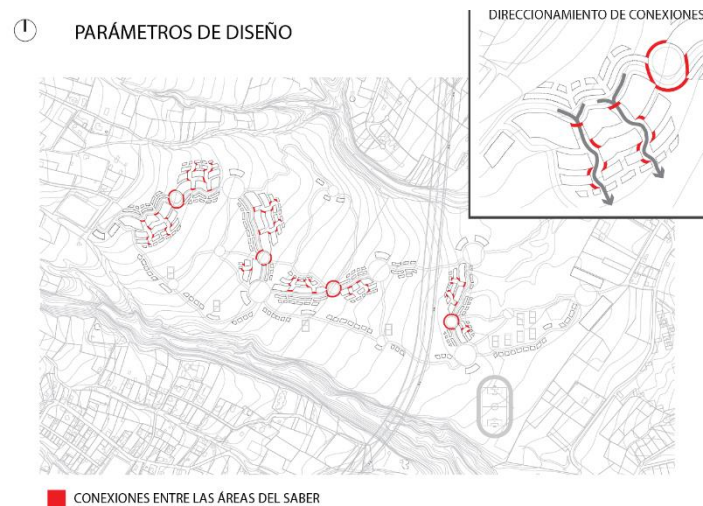 PARÁMETROS DE DISEÑO
DIRECCIONAMIENTO DE CONEXIONES
CONEXIONES ENTRE LAS ÁREAS DEL SABER